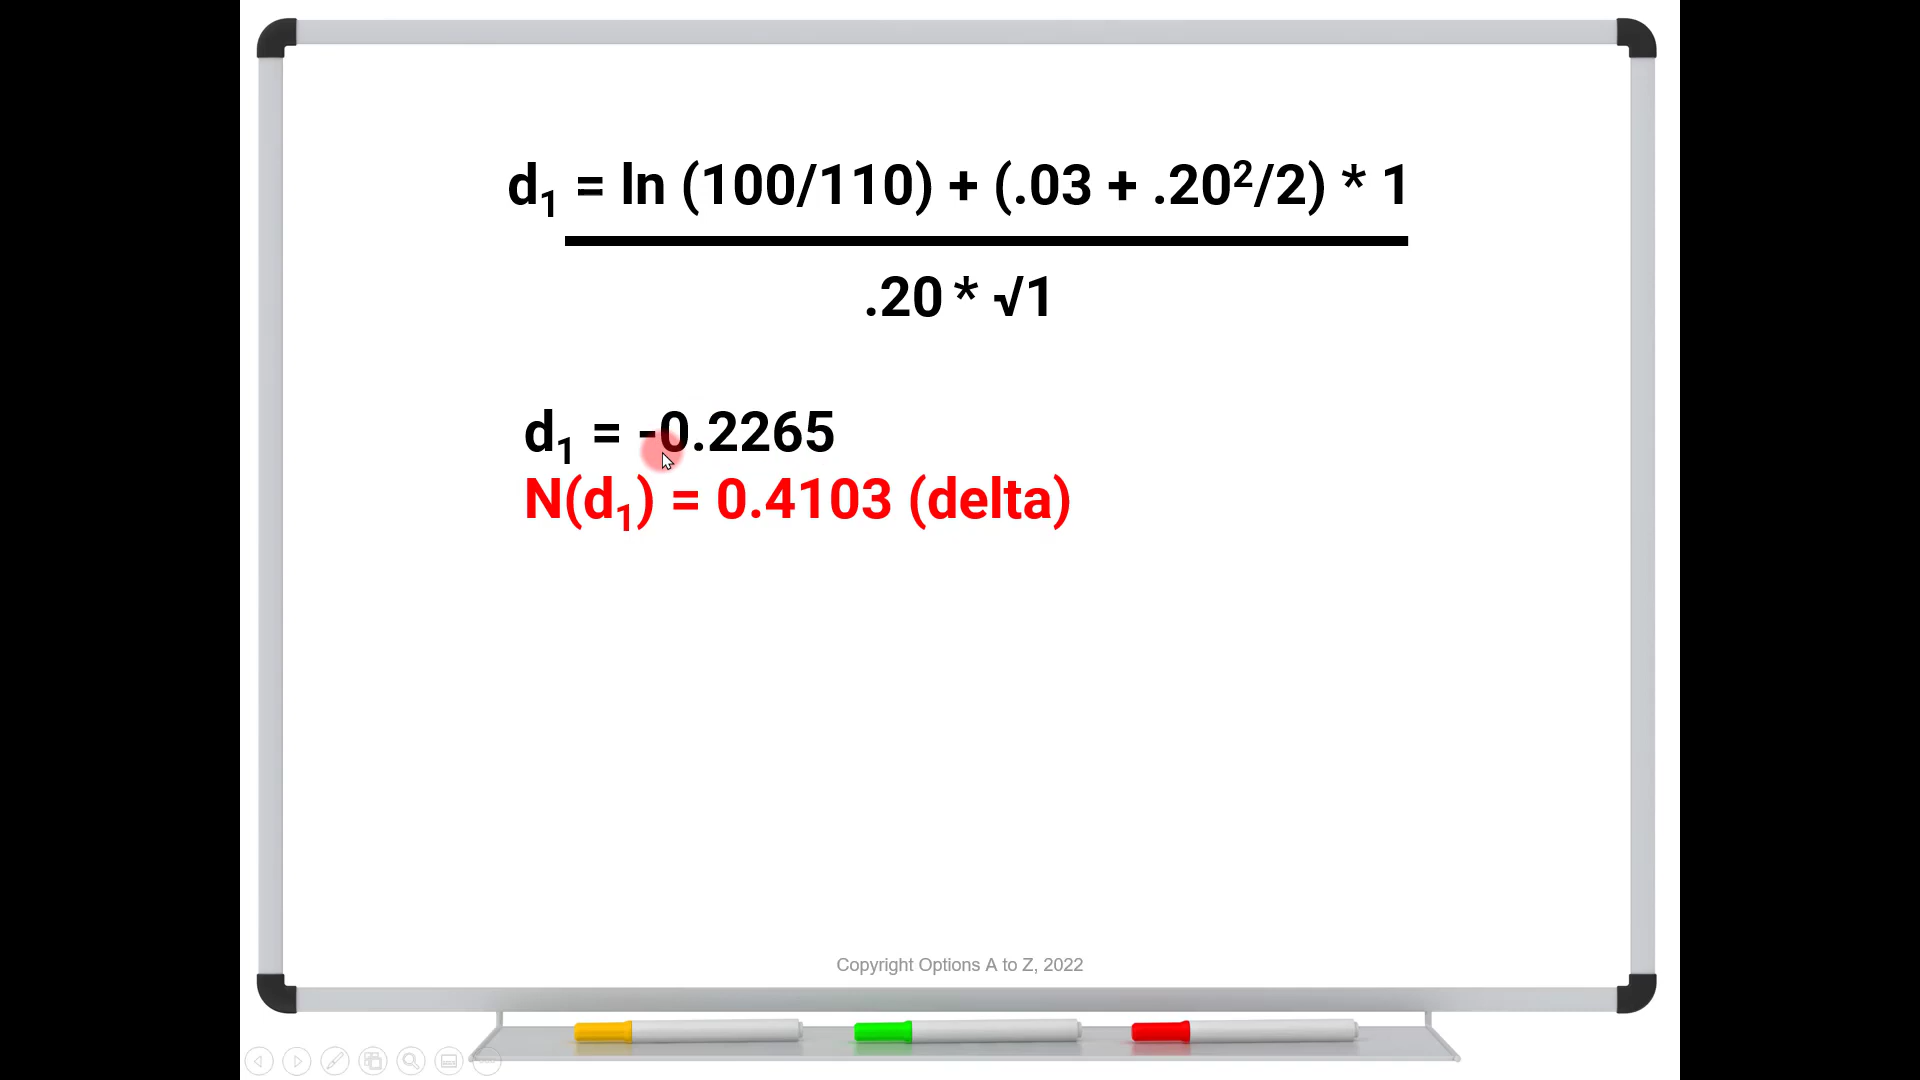 d₁ = ln (100/110) + (.03 + .20²/2) * 1
.20 * √1
d₁ = -0.2265
N(d₁) = 0.4103 (delta)
Copyright Options A to Z, 2022